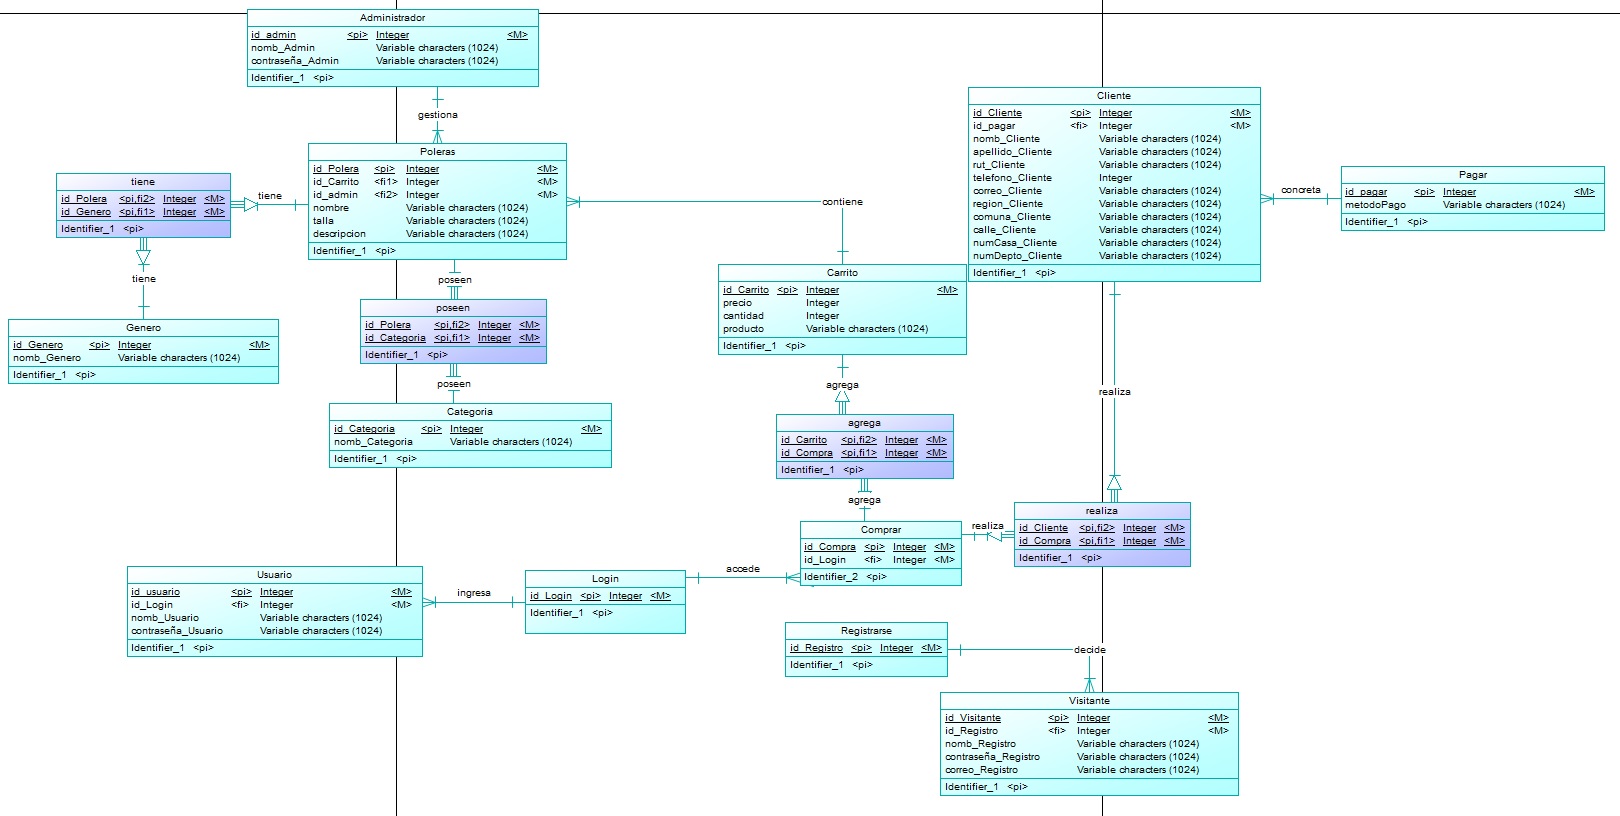 Administrador
id_admin <pi> Integer <M>
nomb_Admin Variable characters (1024)
contraseña_Admin Variable characters (1024)
Identifier_1 <pi>
gestiona
Poleras
id_Polera <pi> Integer <M>
id_Carrito <fi1> Integer <M>
id_admin <fi2> Integer <M>
nombre Variable characters (1024)
talla Variable characters (1024)
descripcion Variable characters (1024)
Identifier_1 <pi>
tiene
id_Polera <pi,fi2> Integer <M>
id_Genero <pi,fi1> Integer <M>
Identifier_1 <pi>
tiene
tiene
Genero
id_Genero <pi> Integer <M>
nomb_Genero Variable characters (1024)
Identifier_1 <pi>
poseen
poseen
id_Polera <pi,fi2> Integer <M>
id_Categoria <pi,fi1> Integer <M>
Identifier_1 <pi>
poseen
Categoria
id_Categoria <pi> Integer <M>
nomb_Categoria Variable characters (1024)
Identifier_1 <pi>
contiene
Carrito
id_Carrito <pi> Integer <M>
precio Integer
cantidad Integer
producto Variable characters (1024)
Identifier_1 <pi>
agrega
agrega
id_Carrito <pi,fi2> Integer <M>
id_Compra <pi,fi1> Integer <M>
Identifier_1 <pi>
agrega
Cliente
id_Cliente <pi> Integer <M>
id_pagar <fi> Integer <M>
nomb_Cliente Variable characters (1024)
apellido_Cliente Variable characters (1024)
rut_Cliente Variable characters (1024)
telefono_Cliente Integer
correo_Cliente Variable characters (1024)
region_Cliente Variable characters (1024)
comuna_Cliente Variable characters (1024)
calle_Cliente Variable characters (1024)
numCasa_Cliente Variable characters (1024)
numDepto_Cliente Variable characters (1024)
Identifier_1 <pi>
concreta
Pagar
id_pagar <pi> Integer <M>
metodoPago Variable characters (1024)
Identifier_1 <pi>
realiza
realiza
id_Cliente <pi,fi2> Integer <M>
id_Compra <pi,fi1> Integer <M>
Identifier_1 <pi>
realiza
Comprar
id_Compra <pi> Integer <M>
id_Login <fi> Integer <M>
Identifier_2 <pi>
accede
Login
id_Login <pi> Integer <M>
Identifier_1 <pi>
ingresa
Usuario
id_usuario <pi> Integer <M>
id_Login <fi> Integer <M>
nomb_Usuario Variable characters (1024)
contraseña_Usuario Variable characters (1024)
Identifier_1 <pi>
Registrarse
id_Registro <pi> Integer <M>
Identifier_1 <pi>
decide
Visitante
id_Visitante <pi> Integer <M>
id_Registro <fi> Integer <M>
nomb_Registro Variable characters (1024)
contraseña_Registro Variable characters (1024)
correo_Registro Variable characters (1024)
Identifier_1 <pi>